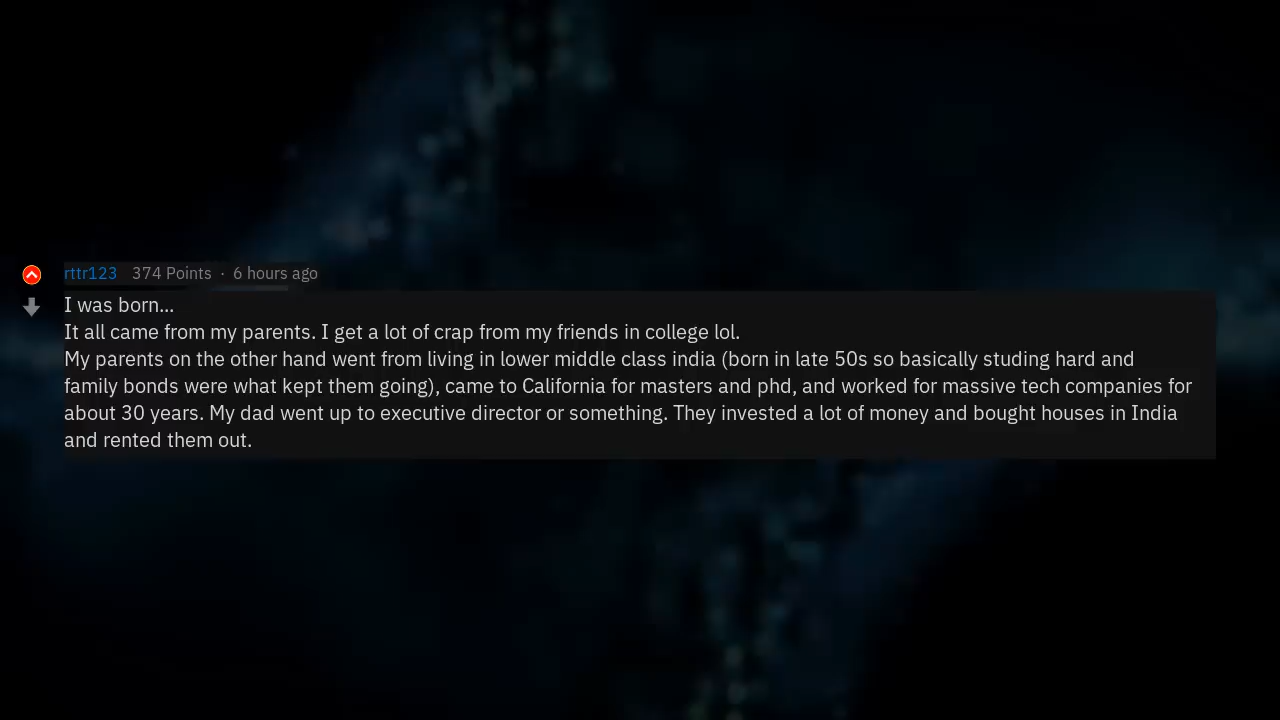 rttr123 374 Points · 6 hours ago
I was born...
It all came from my parents. I get a lot of crap from my friends in college lol.
My parents on the other hand went from living in lower middle class india (born in late 50s so basically studing hard and
family bonds were what kept them going), came to California for masters and phd, and worked for massive tech companies for
about 30 years. My dad went up to executive director or something. They invested a lot of money and bought houses in India
and rented them out.